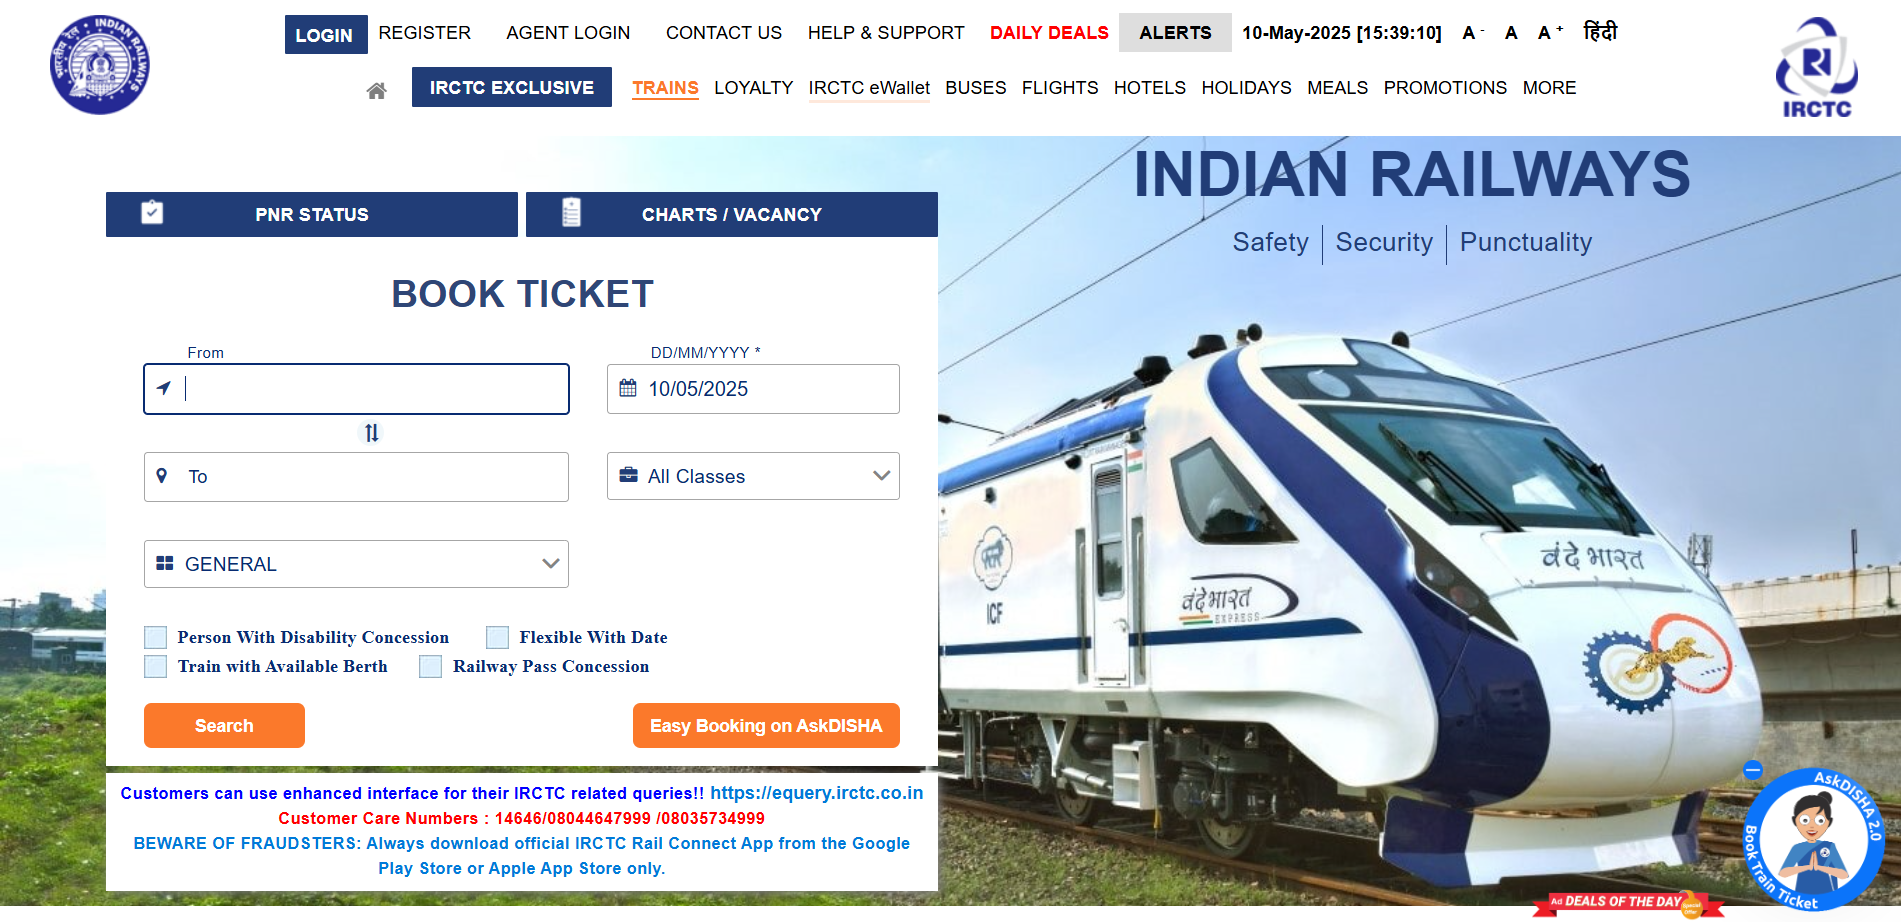 LOGIN REGISTER AGENT LOGIN CONTACT US HELP & SUPPORT DAILY DEALS ALERTS 10-May-2025 [15:39:10] A - A A + हिंदी
INDIAN RAILWAYS
भारतीय रेल
IRCTC EXCLUSIVE TRAINS LOYALTY IRCTC eWallet BUSES FLIGHTS HOTELS HOLIDAYS MEALS PROMOTIONS MORE
IRCTC
INDIAN RAILWAYS
Safety | Security | Punctuality
PNR STATUS CHARTS / VACANCY
BOOK TICKET
From DD/MM/YYYY *
10/05/2025
To All Classes
GENERAL
Person With Disability Concession Flexible With Date
Train with Available Berth Railway Pass Concession
Search Easy Booking on AskDISHA
Customers can use enhanced interface for their IRCTC related queries!! https://equery.irctc.co.in
Customer Care Numbers : 14646/08044647999 /08035734999
BEWARE OF FRAUDSTERS: Always download official IRCTC Rail Connect App from the Google
Play Store or Apple App Store only.
वंदे भारत
ICF
वंदे भारत
EXPRESS
AskDISHA 2.0
Book Train Ticket
Ad DEALS OF THE DAY Special Offer